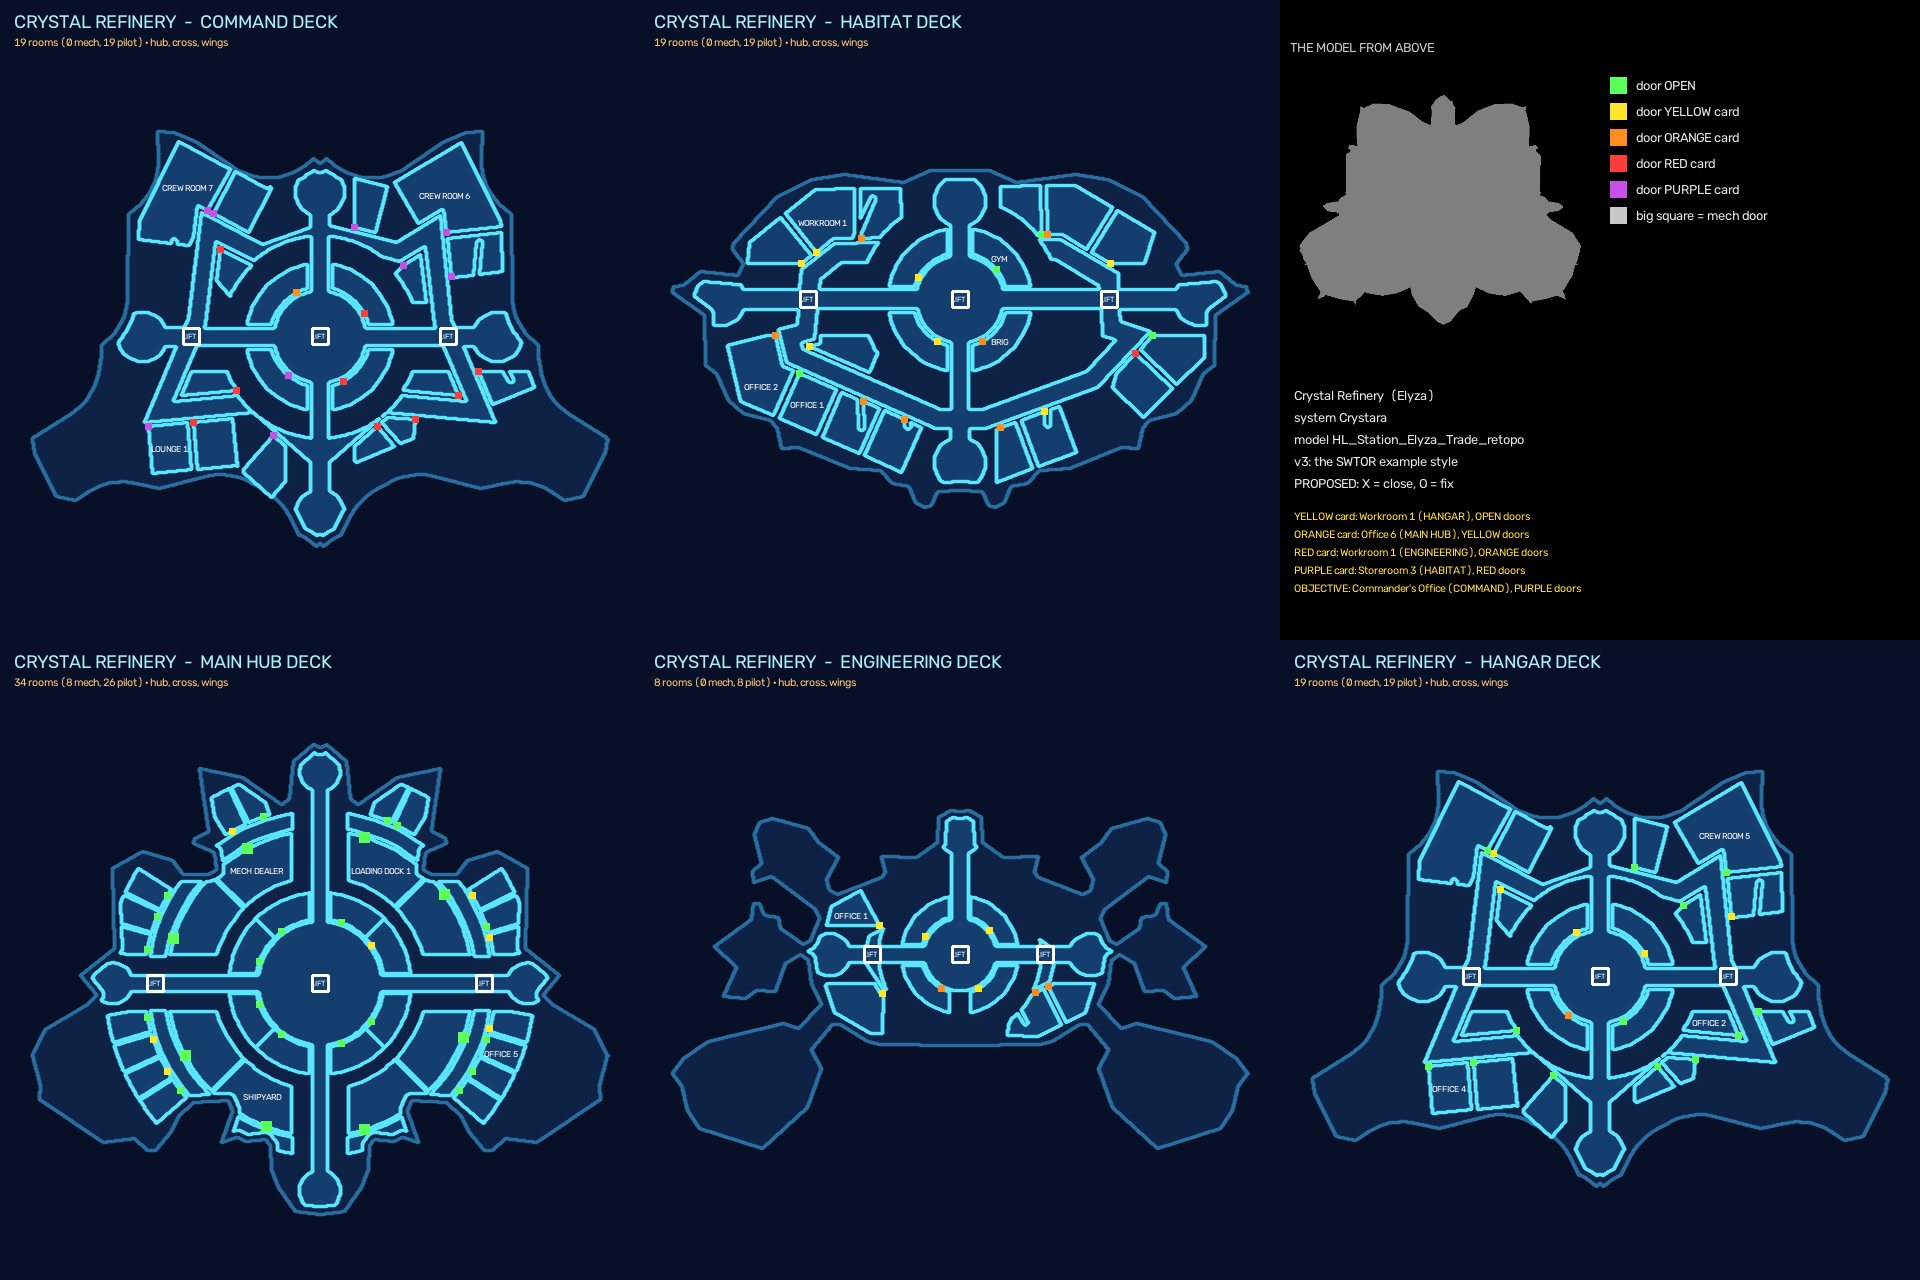 CRYSTAL REFINERY - COMMAND DECK
19 rooms (0 mech, 19 pilot) • hub, cross, wings
CREW ROOM 7
CREW ROOM 6
LIFT
LIFT
LIFT
LOUNGE 1
CRYSTAL REFINERY - HABITAT DECK
19 rooms (0 mech, 19 pilot) • hub, cross, wings
WORKROOM 1
GYM
LIFT
LIFT
LIFT
BRIG
OFFICE 2
OFFICE 1
THE MODEL FROM ABOVE
door OPEN
door YELLOW card
door ORANGE card
door RED card
door PURPLE card
big square = mech door
Crystal Refinery (Elyza)
system Crystara
model HL_Station_Elyza_Trade_retopo
v3: the SWTOR example style
PROPOSED: X = close, O = fix
YELLOW card: Workroom 1 (HANGAR), OPEN doors
ORANGE card: Office 6 (MAIN HUB), YELLOW doors
RED card: Workroom 1 (ENGINEERING), ORANGE doors
PURPLE card: Storeroom 3 (HABITAT), RED doors
OBJECTIVE: Commander's Office (COMMAND), PURPLE doors
CRYSTAL REFINERY - MAIN HUB DECK
34 rooms (8 mech, 26 pilot) • hub, cross, wings
MECH DEALER
LOADING DOCK 1
LIFT
LIFT
LIFT
OFFICE 5
SHIPYARD
CRYSTAL REFINERY - ENGINEERING DECK
8 rooms (0 mech, 8 pilot) • hub, cross, wings
OFFICE 1
LIFT
LIFT
LIFT
CRYSTAL REFINERY - HANGAR DECK
19 rooms (0 mech, 19 pilot) • hub, cross, wings
CREW ROOM 5
LIFT
LIFT
LIFT
OFFICE 2
OFFICE 4